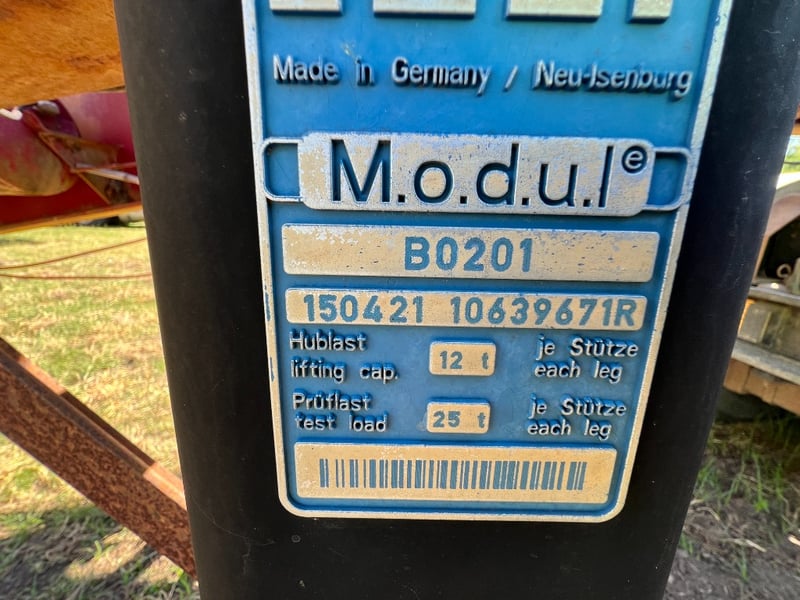 Made in Germany / Neu-Isenburg
M.o.d.u.l e
B0201
150421 10639671R
Hublast 12 t je Stütze
lifting cap. each leg
Prüflast 25 t je Stütze
test load each leg